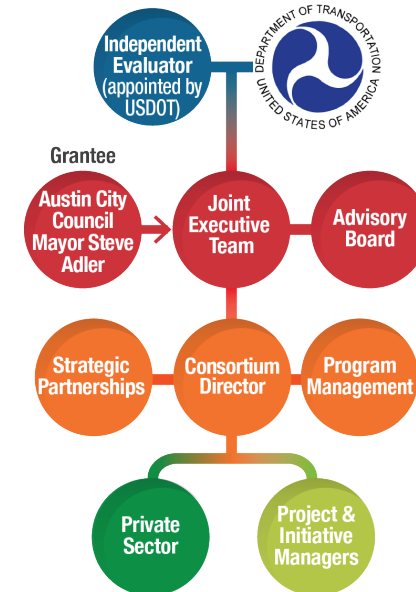 Independent
Evaluator
(appointed by
USDOT)
DEPARTMENT OF TRANSPORTATION
UNITED STATES OF AMERICA
Grantee
Austin City
Council
Mayor Steve
Adler
Joint
Executive
Team
Advisory
Board
Strategic
Partnerships
Consortium
Director
Program
Management
Private
Sector
Project &
Initiative
Managers